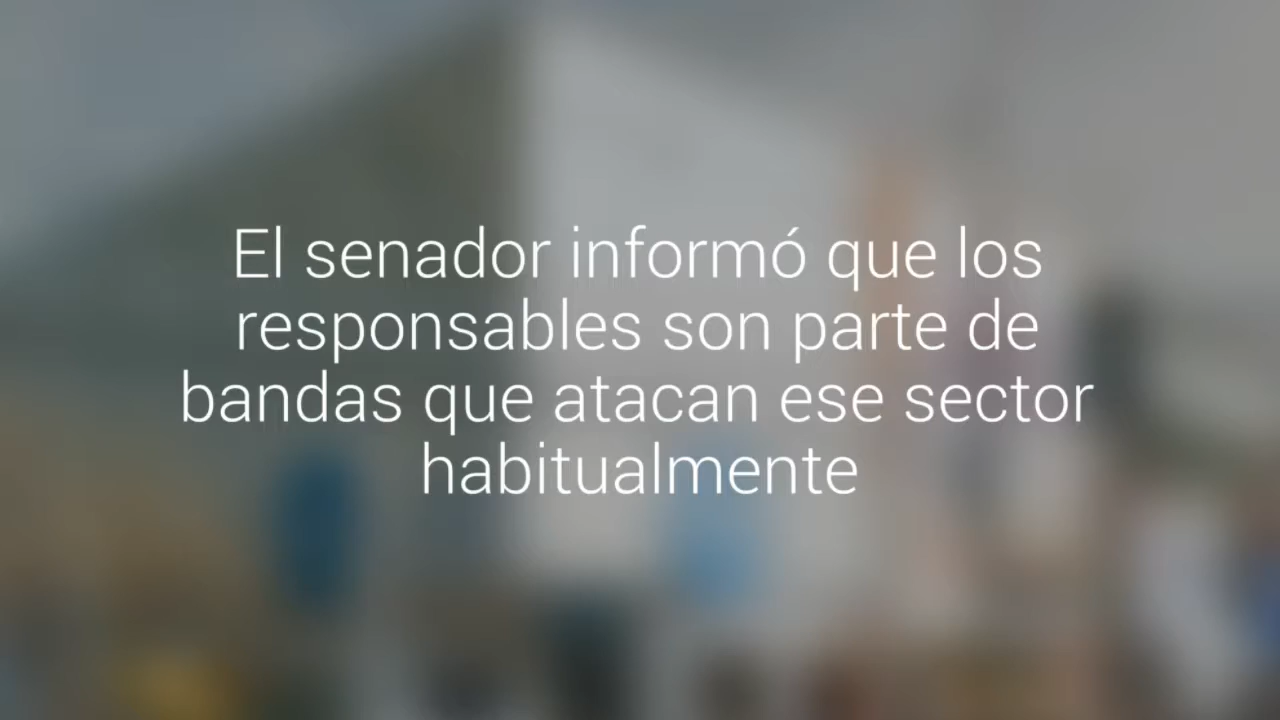 El senador informó que los
responsables son parte de
bandas que atacan ese sector
habitualmente